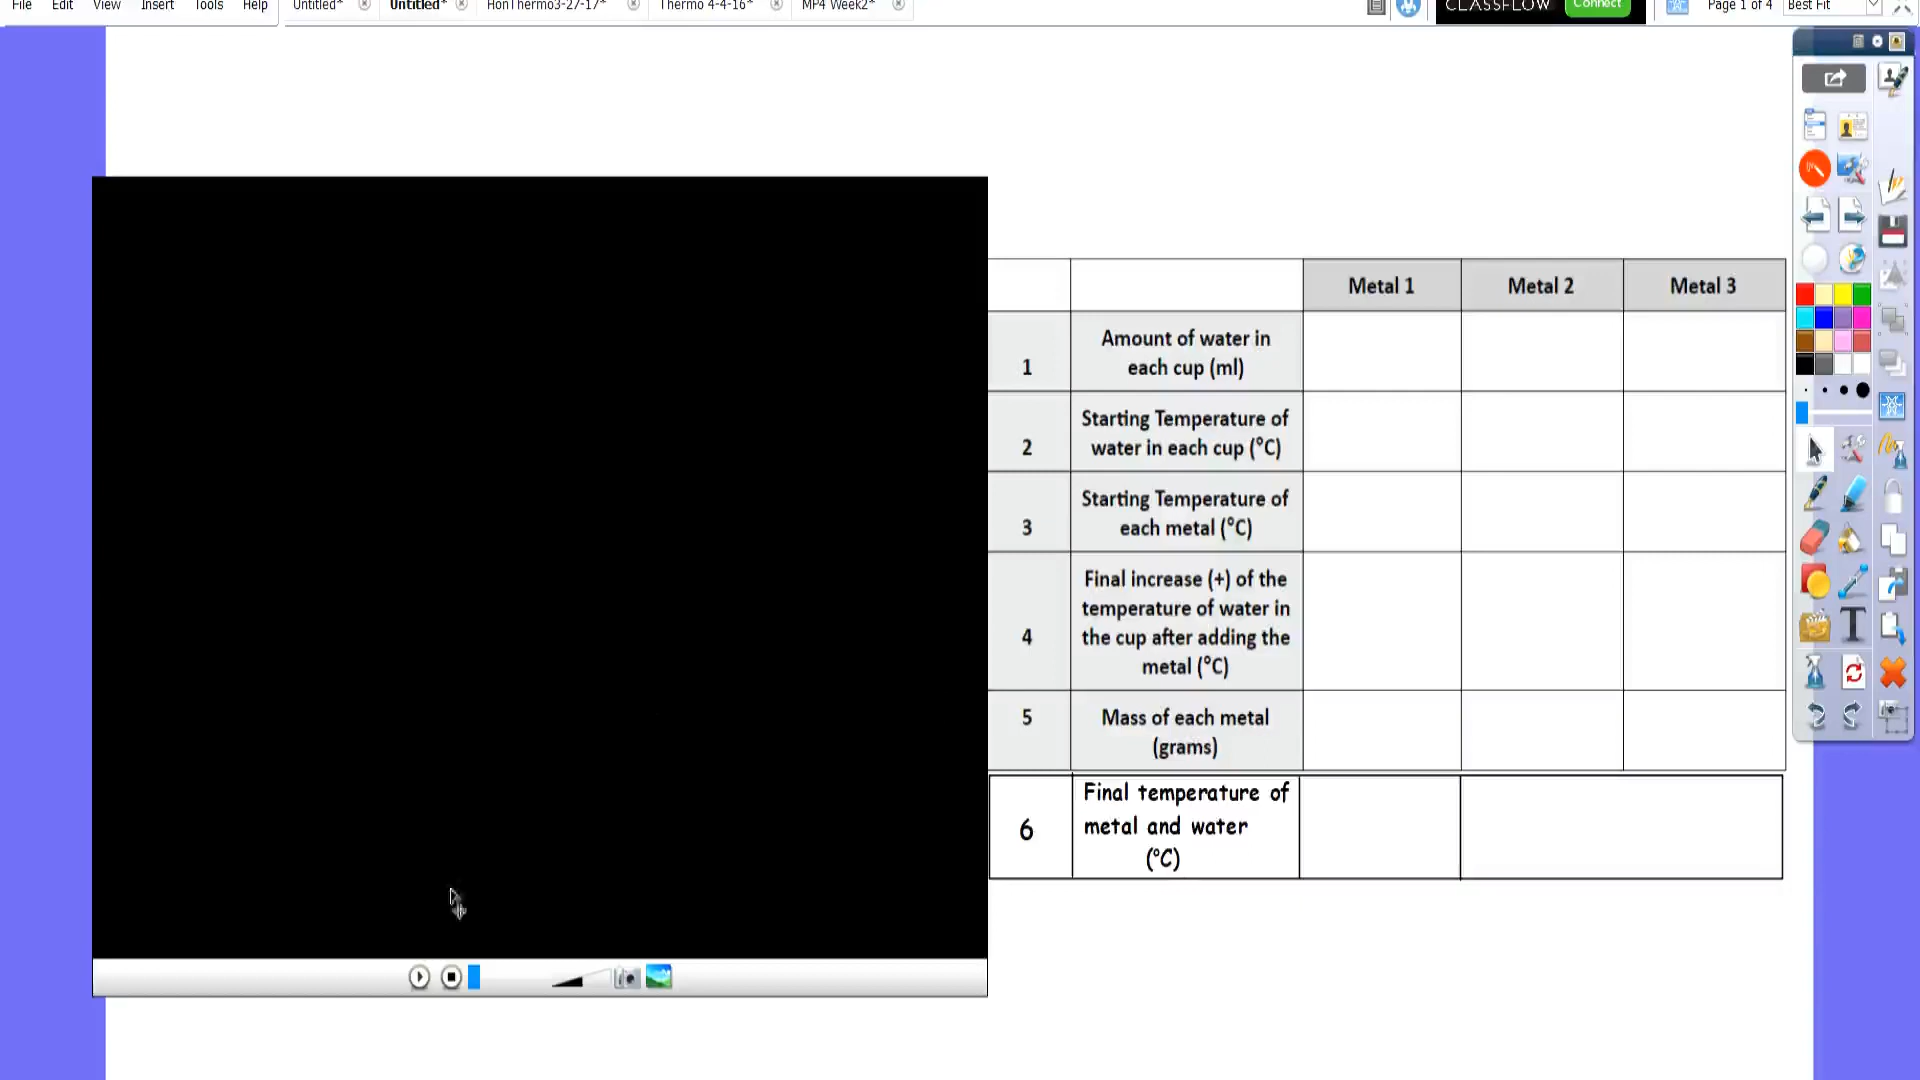 File Edit View Insert Tools Help Untitled* Untitled* HonThermo3-27-17* Thermo 4-4-16* MP4 Week2* CLASSFLOW Connect Page 1 of 4 Best Fit
Metal 1 Metal 2 Metal 3
1 Amount of water in
each cup (ml)
2 Starting Temperature of
water in each cup (°C)
3 Starting Temperature of
each metal (°C)
4 Final increase (+) of the
temperature of water in
the cup after adding the
metal (°C)
5 Mass of each metal
(grams)
6 Final temperature of
metal and water
(°C)